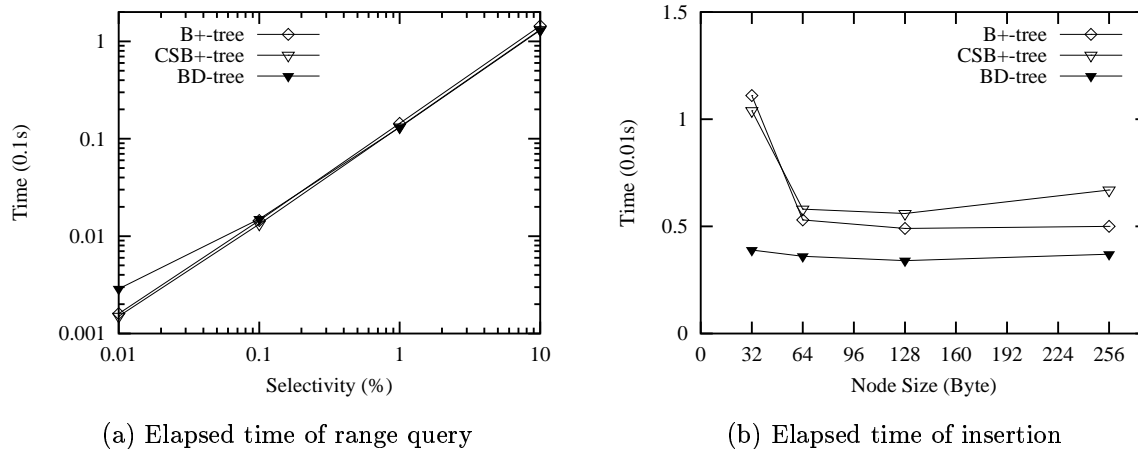 B+-tree
CSB+-tree
BD-tree
1
0.1
0.01
0.001
Time (0.1s)
0.01
0.1
1
10
Selectivity (%)
(a) Elapsed time of range query
B+-tree
CSB+-tree
BD-tree
1.5
1
0.5
0
Time (0.01s)
0 32 64 96 128 160 192 224 256
Node Size (Byte)
(b) Elapsed time of insertion